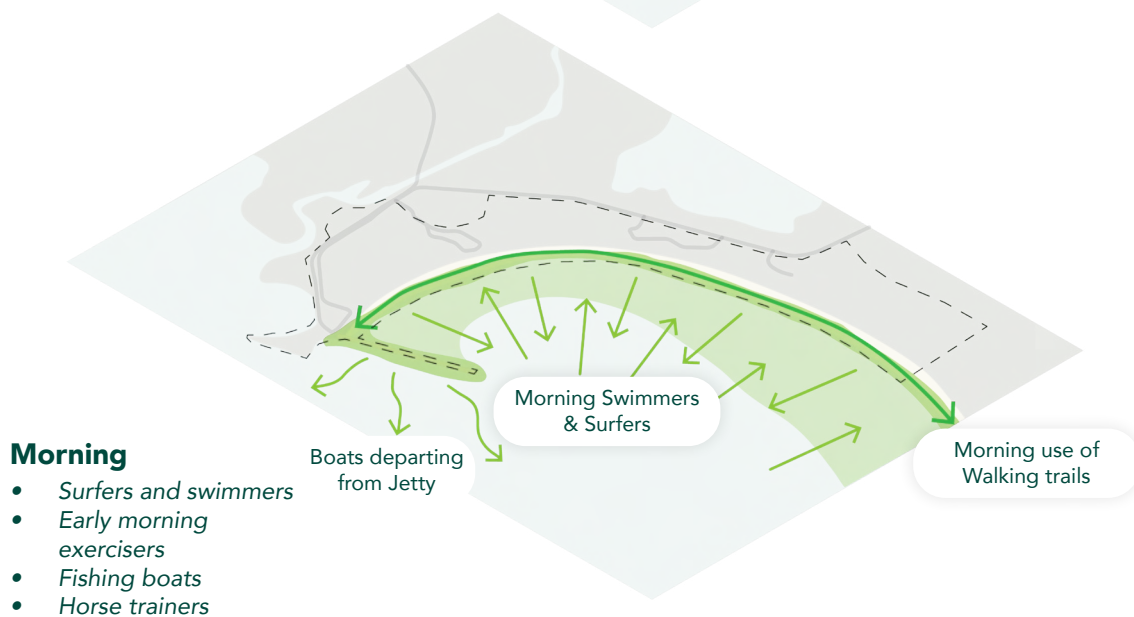 Morning Swimmers
& Surfers
Morning use of
Walking trails
Boats departing
from Jetty
Morning
• Surfers and swimmers
• Early morning
exercisers
• Fishing boats
• Horse trainers